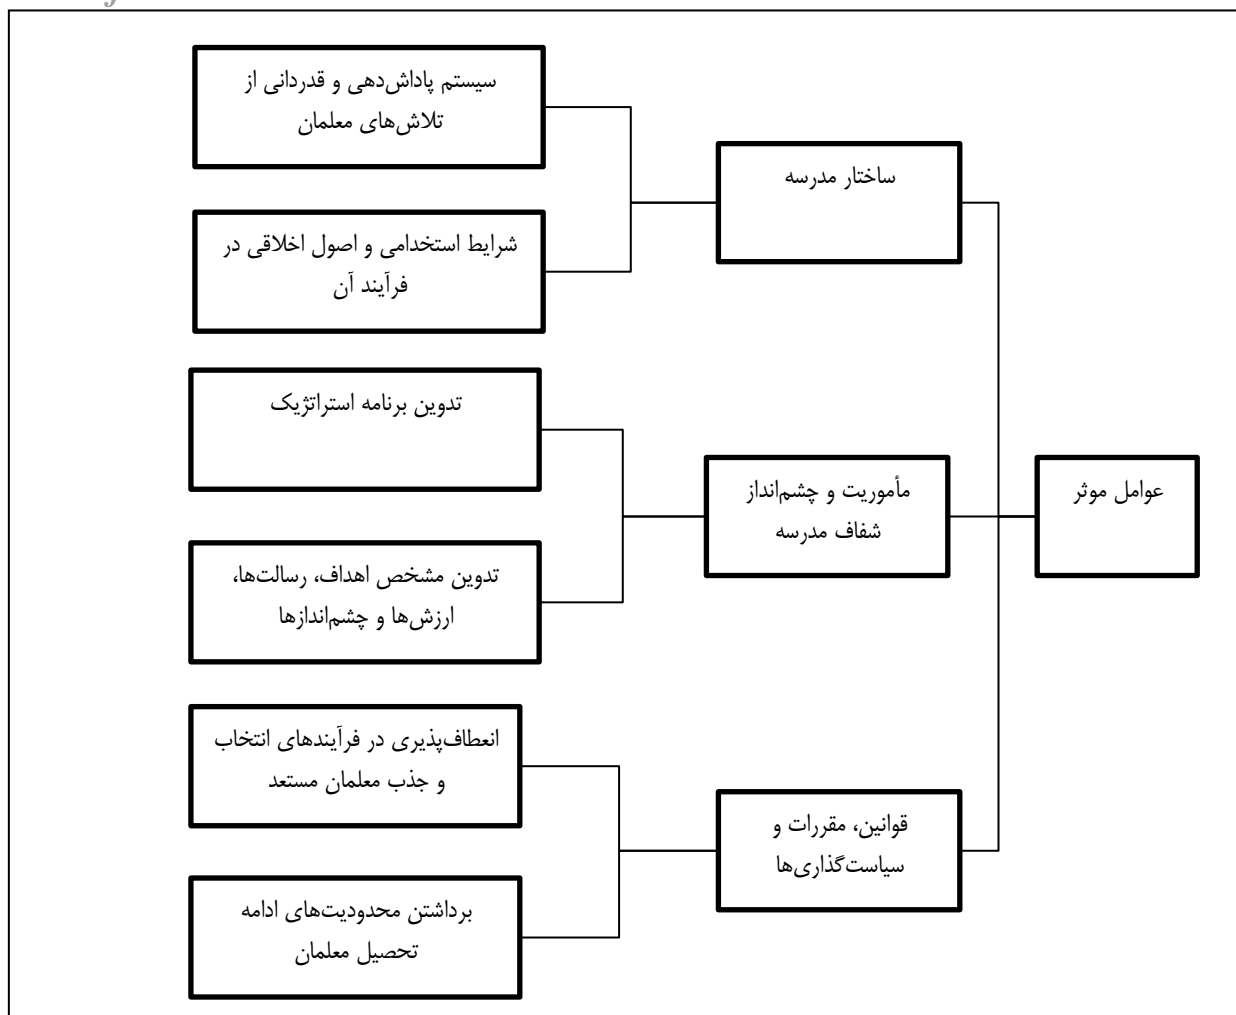 عوامل موثر
ساختار مدرسه
سیستم پاداش‌دهی و قدردانی از
تلاش‌های معلمان
شرایط استخدامی و اصول اخلاقی در
فرآیند آن
مأموریت و چشم‌انداز
شفاف مدرسه
تدوین برنامه استراتژیک
تدوین مشخص اهداف، رسالت‌ها،
ارزش‌ها و چشم‌اندازها
قوانین، مقررات و
سیاست‌گذاری‌ها
انعطاف‌پذیری در فرآیندهای انتخاب
و جذب معلمان مستعد
برداشتن محدودیت‌های ادامه
تحصیل معلمان